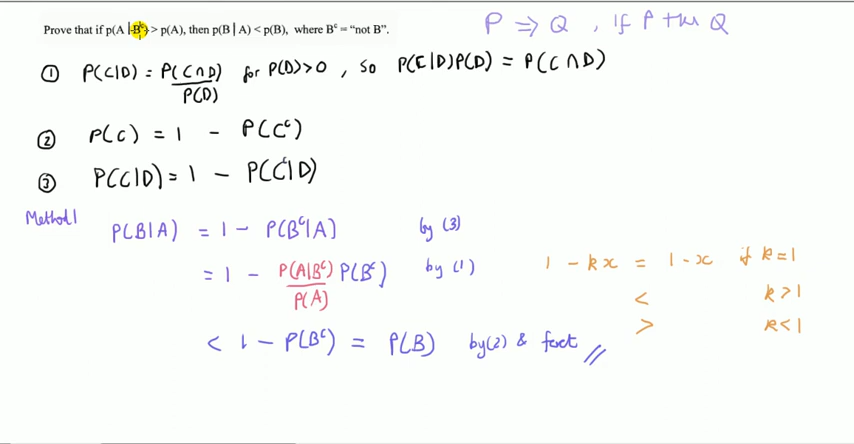 Prove that if p(A | Bᶜ) > p(A), then p(B | A) < p(B), where Bᶜ = “not B”.
P ⇒ Q , If P then Q
① P(C|D) = P(C∩D) / P(D) for P(D)>0 , so P(C|D)P(D) = P(C∩D)
② P(C) = 1 - P(Cᶜ)
③ P(C|D) = 1 - P(Cᶜ|D)
Method 1
P(B|A) = 1 - P(Bᶜ|A) by (3)
= 1 - P(A|Bᶜ) / P(A) P(Bᶜ) by (1)
< 1 - P(Bᶜ) = P(B) by (2) & fact //
1 - kx = 1-x if k=1
< k>1
> k<1